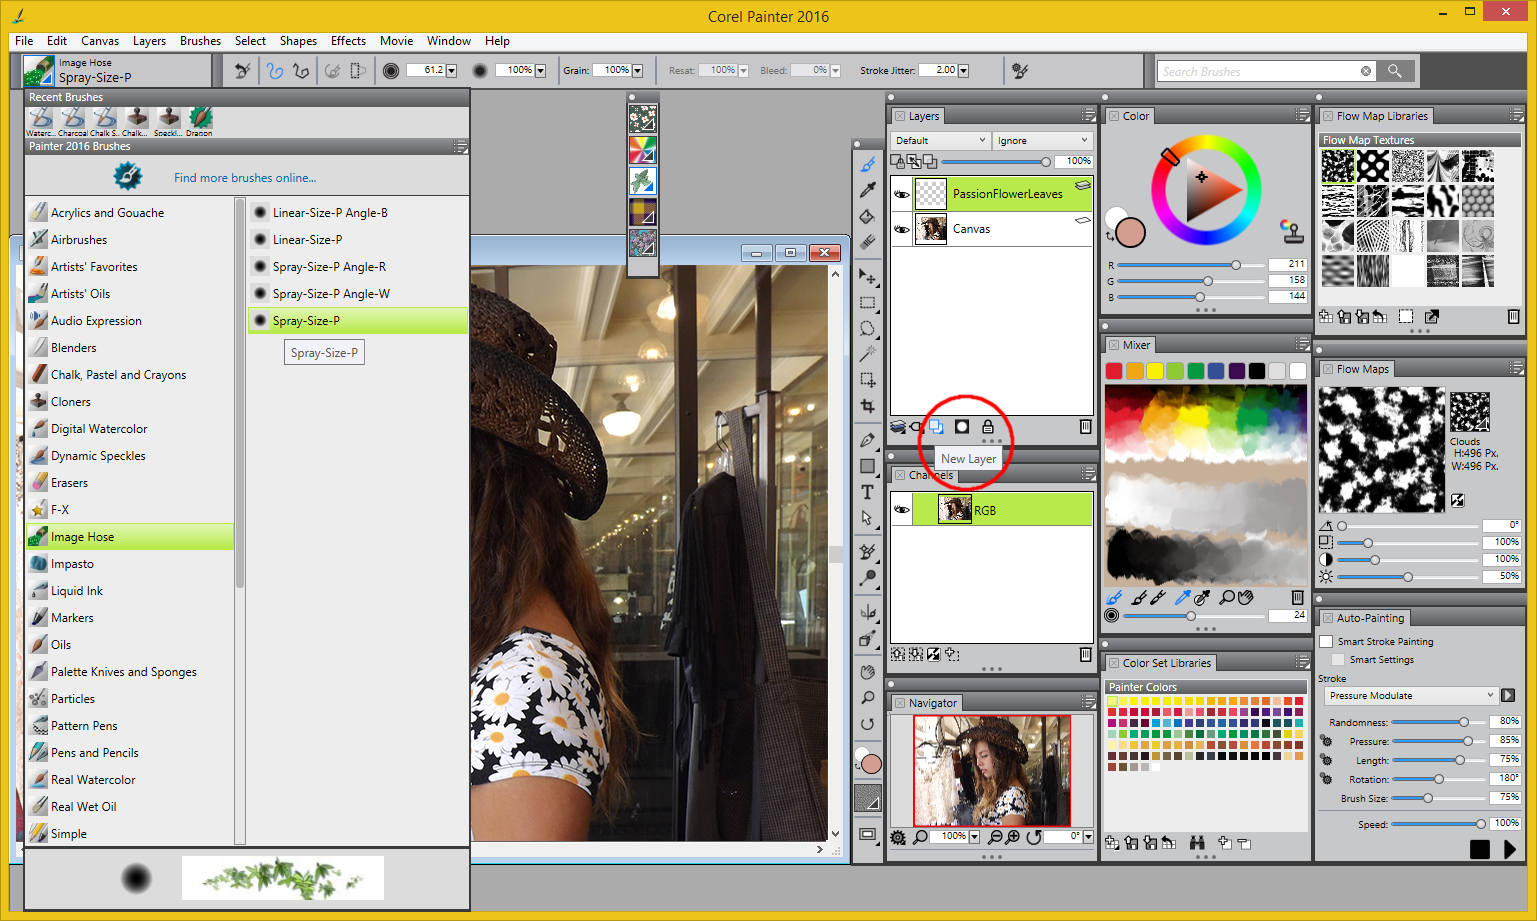 Corel Painter 2016
File Edit Canvas Layers Brushes Select Shapes Effects Movie Window Help
Image Hose
Spray-Size-P
61.2 100% Grain: 100% Resat: 100% Bleed: 0% Stroke Jitter: 2.00
Search Brushes
Recent Brushes
Waterc... Charcoal Chalk S... Chalk... Speckl... Dranon
Painter 2016 Brushes
Find more brushes online...
Acrylics and Gouache
Airbrushes
Artists' Favorites
Artists' Oils
Audio Expression
Blenders
Chalk, Pastel and Crayons
Cloners
Digital Watercolor
Dynamic Speckles
Erasers
F-X
Image Hose
Impasto
Liquid Ink
Markers
Oils
Palette Knives and Sponges
Particles
Pattern Pens
Pens and Pencils
Real Watercolor
Real Wet Oil
Simple
Linear-Size-P Angle-B
Linear-Size-P
Spray-Size-P Angle-R
Spray-Size-P Angle-W
Spray-Size-P
Spray-Size-P
Layers
Default Ignore
100%
PassionFlowerLeaves
Canvas
New Layer
Channels
RGB
Navigator
100% 0°
Color
R 211
G 158
B 144
Mixer
24
Color Set Libraries
Painter Colors
Flow Map Libraries
Flow Map Textures
Flow Maps
Clouds
H:496 Px.
W:496 Px.
0°
100%
100%
50%
Auto-Painting
Smart Stroke Painting
Smart Settings
Stroke
Pressure Modulate
Randomness: 80%
Pressure: 85%
Length: 75%
Rotation: 180°
Brush Size: 75%
Speed: 100%